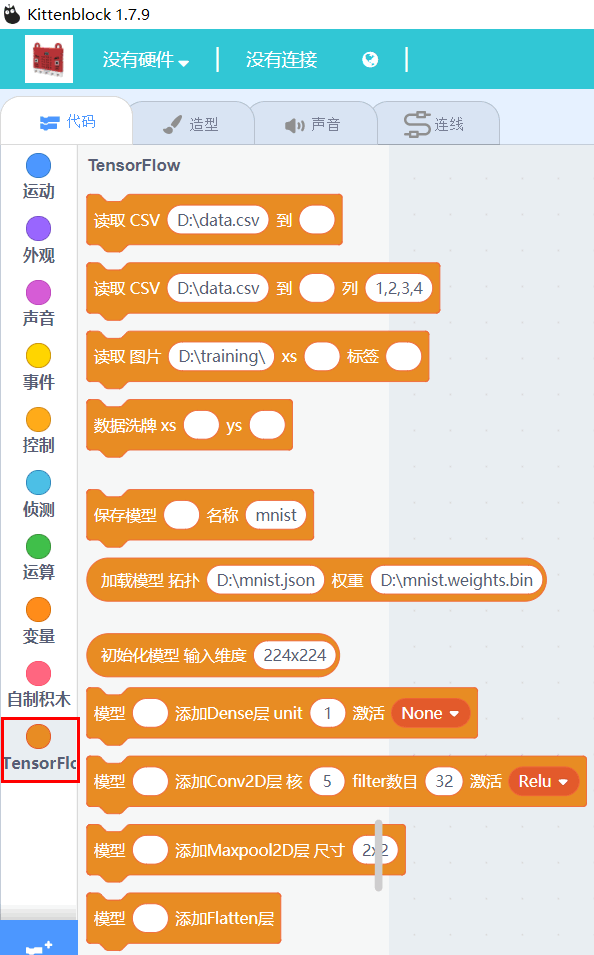 Kittenblock 1.7.9
没有硬件 没有连接
代码 造型 声音 连线
TensorFlow
运动
外观
声音
事件
控制
侦测
运算
变量
自制积木
TensorFlo
读取 CSV D:\data.csv 到
读取 CSV D:\data.csv 到 列 1,2,3,4
读取 图片 D:\training\ xs 标签
数据洗牌 xs ys
保存模型 名称 mnist
加载模型 拓扑 D:\mnist.json 权重 D:\mnist.weights.bin
初始化模型 输入维度 224x224
模型 添加Dense层 unit 1 激活 None
模型 添加Conv2D层 核 5 filter数目 32 激活 Relu
模型 添加Maxpool2D层 尺寸 2x2
模型 添加Flatten层